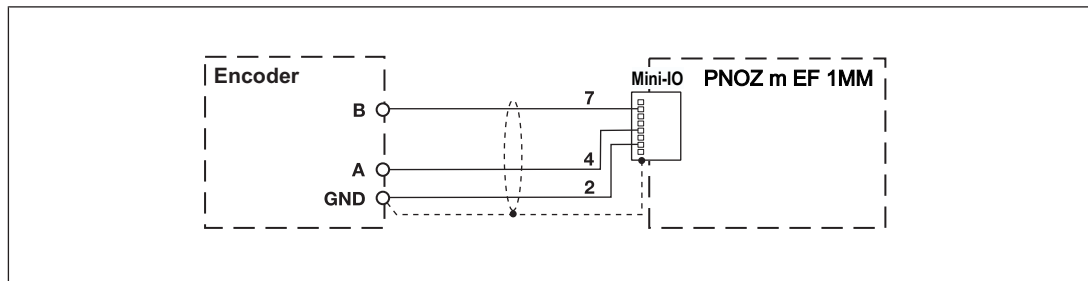 Encoder
Mini-IO
PNOZ m EF 1MM
B
7
A
4
GND
2